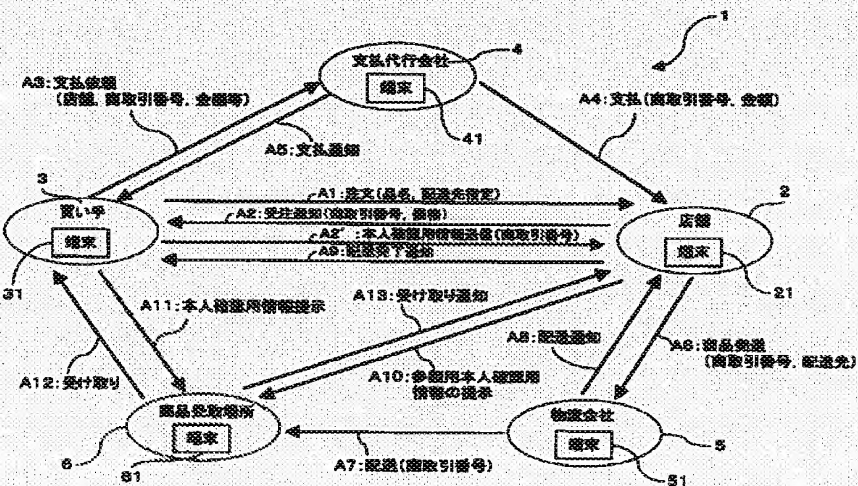 1
4
支払代行会社
端末
41
A3:支払依頼
(店舗, 商取引番号, 金額等)
A4:支払(商取引番号, 金額)
A5:支払通知
3
買い手
端末
31
A1:注文(品名, 配送先指定)
A2:受注通知(商取引番号, 価格)
A2':本人確認用情報送信(商取引番号)
A9:配送完了通知
2
店舗
端末
21
A11:本人確認用情報提示
A13:受け取り通知
A8:配送通知
A6:商品発送
(商取引番号, 配送先)
A12:受け取り
A10:参照用本人確認用
情報の提示
商品受取場所
端末
6
61
物流会社
端末
5
51
A7:配送(商取引番号)